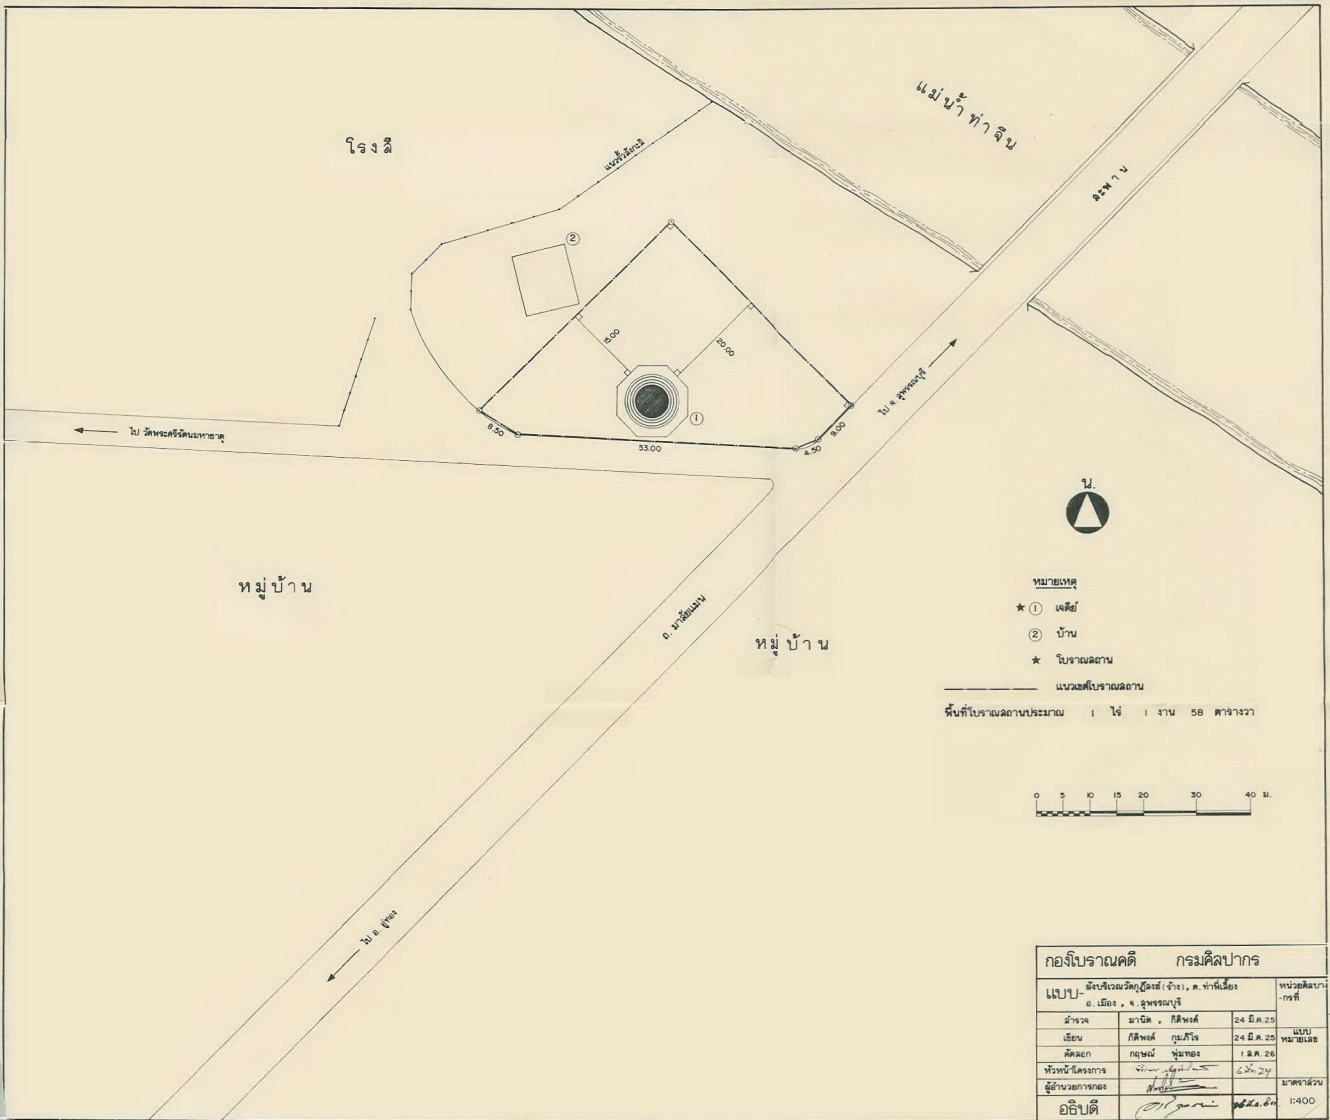 แม่น้ำท่าจีน
โรงสี
แนวรั้วสังกะสี
สะพาน
②
15.00
20.00
①
ไป จ. สุพรรณบุรี
ไป วัดพระศรีรัตนมหาธาตุ
8.50
53.00
4.50
9.00
น.
หมู่บ้าน
ถ. มาลัยแมน
หมู่บ้าน
ไป อ. อู่ทอง
หมายเหตุ
★ ① เจดีย์
② บ้าน
★ โบราณสถาน
แนวเขตโบราณสถาน
พื้นที่โบราณสถานประมาณ 1 ไร่ 1 งาน 58 ตารางวา
0 5 10 15 20 30 40 ม.
กองโบราณคดี กรมศิลปากร
แบบ- ผังบริเวณวัดกุฎีสงฆ์ (ร้าง), ต. ท่าพี่เลี้ยง
อ. เมือง , จ. สุพรรณบุรี
หน่วยศิลปา
-กรที่
สำรวจ มานิต , กิติพงค์ 24 มี.ค. 25
เขียน กิติพงค์ กุมภีโร 24 มี.ค. 25
แบบ
หมายเลข
คัดลอก กฤษณ์ พุ่มทอง 1 ส.ค. 26
หัวหน้าโครงการ
ผู้อำนวยการกอง
อธิบดี
มาตราส่วน
1:400